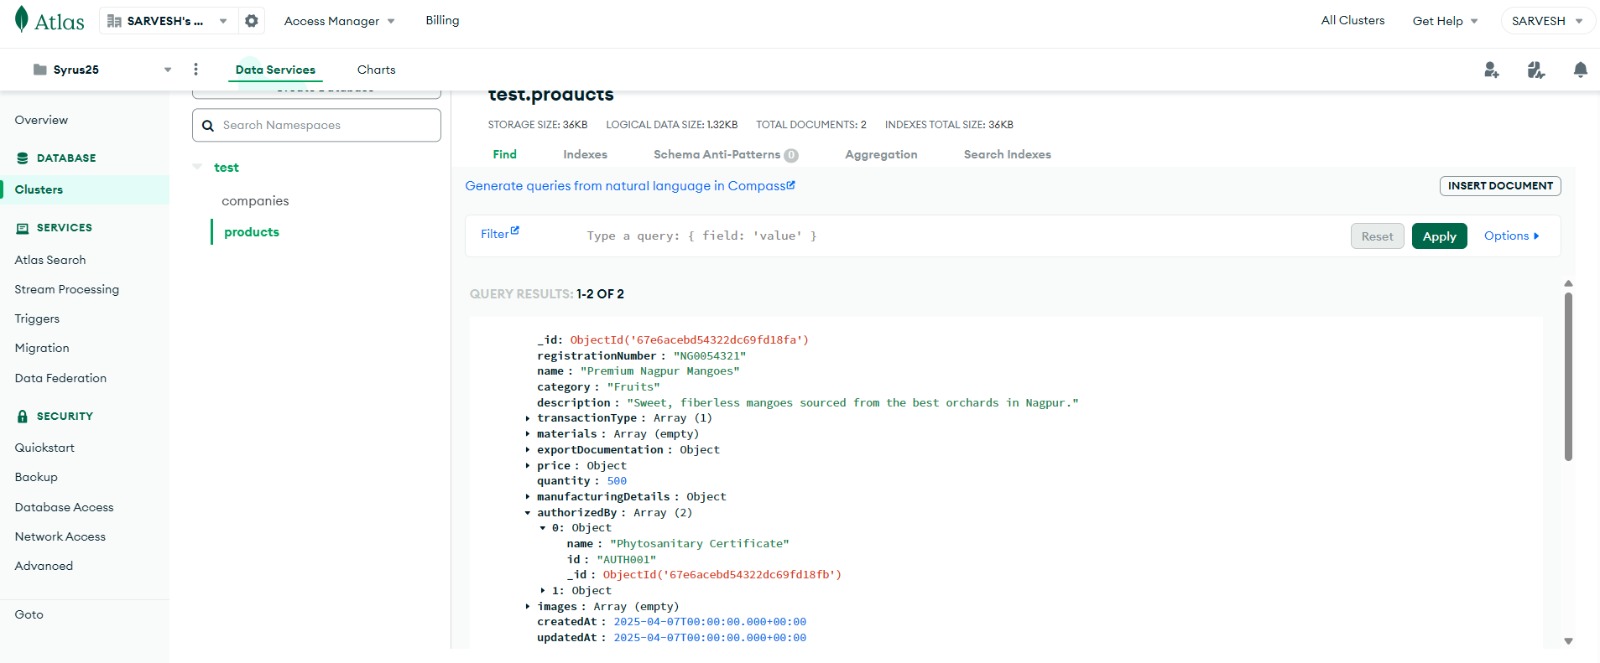 Atlas
SARVESH's ...
Access Manager
Billing
All Clusters
Get Help
SARVESH
Syrus25
Data Services
Charts
Overview
DATABASE
Clusters
SERVICES
Atlas Search
Stream Processing
Triggers
Migration
Data Federation
SECURITY
Quickstart
Backup
Database Access
Network Access
Advanced
Goto
Create Database
Search Namespaces
test
companies
products
test.products
STORAGE SIZE: 36KB LOGICAL DATA SIZE: 1.32KB TOTAL DOCUMENTS: 2 INDEXES TOTAL SIZE: 36KB
Find Indexes Schema Anti-Patterns 0 Aggregation Search Indexes
Generate queries from natural language in Compass
INSERT DOCUMENT
Filter
Type a query: { field: 'value' }
Reset
Apply
Options
QUERY RESULTS: 1-2 OF 2
_id: ObjectId('67e6acebd54322dc69fd18fa')
registrationNumber : "NG0054321"
name : "Premium Nagpur Mangoes"
category : "Fruits"
description : "Sweet, fiberless mangoes sourced from the best orchards in Nagpur."
transactionType : Array (1)
materials : Array (empty)
exportDocumentation : Object
price : Object
quantity : 500
manufacturingDetails : Object
authorizedBy : Array (2)
0: Object
name : "Phytosanitary Certificate"
id : "AUTH001"
_id : ObjectId('67e6acebd54322dc69fd18fb')
1: Object
images : Array (empty)
createdAt : 2025-04-07T00:00:00.000+00:00
updatedAt : 2025-04-07T00:00:00.000+00:00